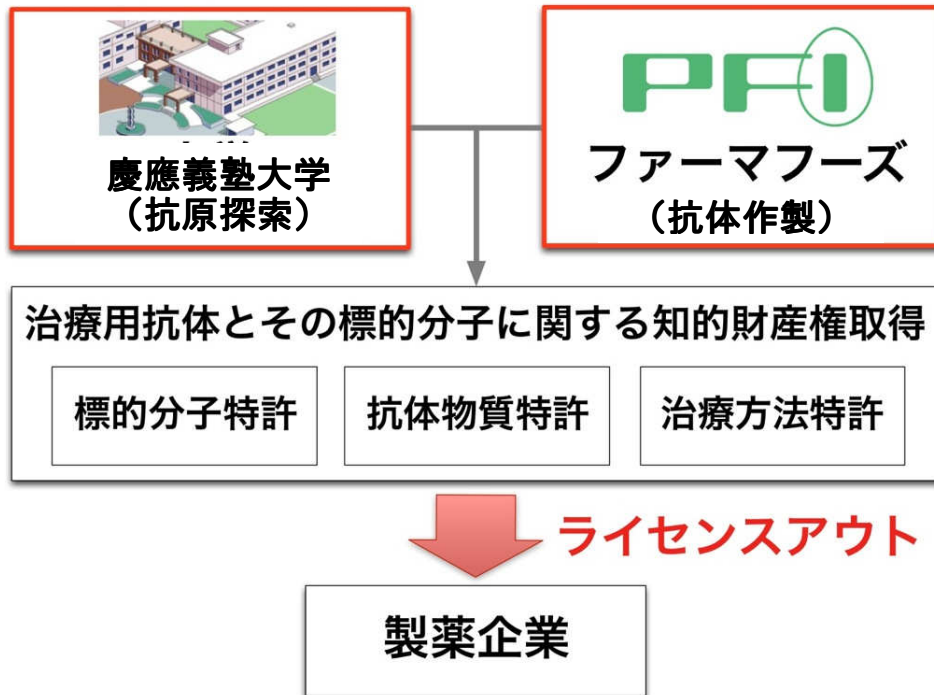 慶應義塾大学
（抗原探索）
PFI
ファーマフーズ
（抗体作製）
治療用抗体とその標的分子に関する知的財産権取得
標的分子特許
抗体物質特許
治療方法特許
ライセンスアウト
製薬企業